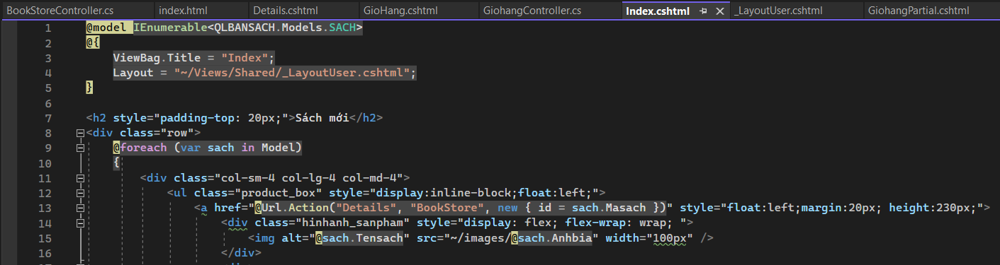 BookStoreController.cs index.html Details.cshtml GioHang.cshtml GiohangController.cs Index.cshtml _LayoutUser.cshtml GiohangPartial.cshtml
1 @model IEnumerable<QLBANSACH.Models.SACH>
2 @{
3 ViewBag.Title = "Index";
4 Layout = "~/Views/Shared/_LayoutUser.cshtml";
5 }
6
7 <h2 style="padding-top: 20px;">Sách mới</h2>
8 <div class="row">
9 @foreach (var sach in Model)
10 {
11 <div class="col-sm-4 col-lg-4 col-md-4">
12 <ul class="product_box" style="display:inline-block;float:left;">
13 <a href="@Url.Action("Details", "BookStore", new { id = sach.Masach })" style="float:left;margin:20px; height:230px;">
14 <div class="hinhanh_sanpham" style="display: flex; flex-wrap: wrap; ">
15 <img alt="@sach.Tensach" src="~/images/@sach.Anhbia" width="100px" />
16 </div>